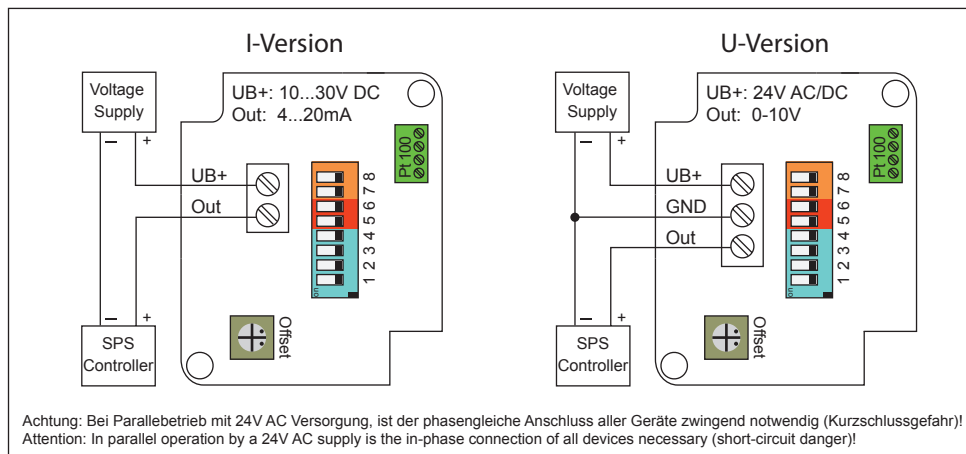 I-Version
Voltage
Supply
UB+: 10...30V DC
Out: 4...20mA
Pt 100
– +
UB+
Out
8
7
6
5
4
3
2
1
on
Offset
– +
SPS
Controller
U-Version
Voltage
Supply
UB+: 24V AC/DC
Out: 0-10V
Pt 100
– +
UB+
GND
Out
8
7
6
5
4
3
2
1
on
Offset
– +
SPS
Controller
Achtung: Bei Parallebetrieb mit 24V AC Versorgung, ist der phasengleiche Anschluss aller Geräte zwingend notwendig (Kurzschlussgefahr)!
Attention: In parallel operation by a 24V AC supply is the in-phase connection of all devices necessary (short-circuit danger)!